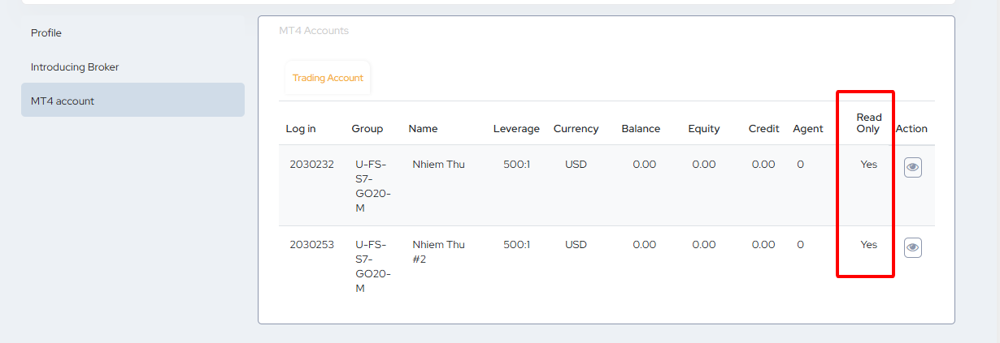 Profile
Introducing Broker
MT4 account
MT4 Accounts
Trading Account
Log in Group Name Leverage Currency Balance Equity Credit Agent Read Only Action
2030232 U-FS- Nhiem Thu 500:1 USD 0.00 0.00 0.00 0 Yes
S7-
GO20-
M
2030253 U-FS- Nhiem Thu 500:1 USD 0.00 0.00 0.00 0 Yes
S7- #2
GO20-
M